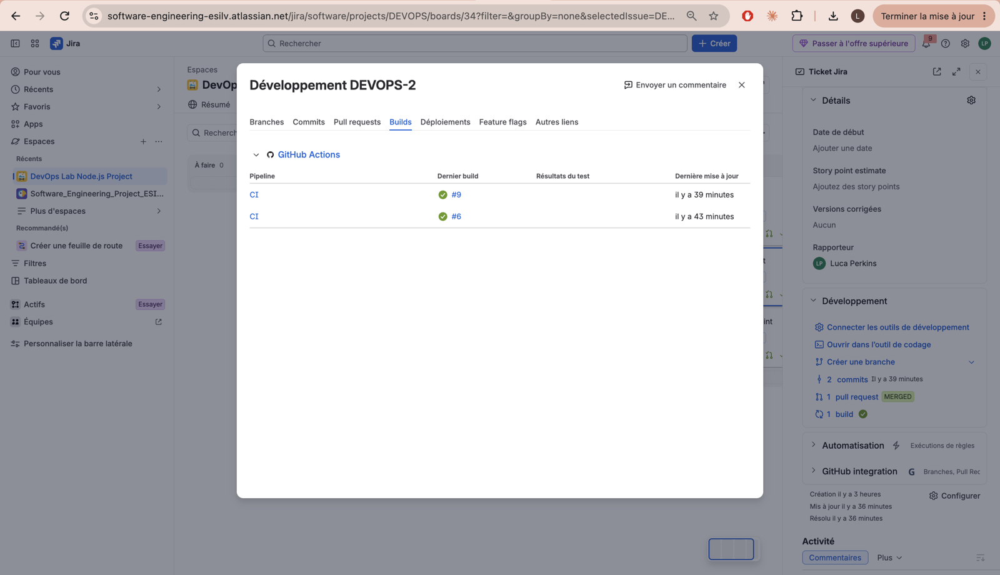 software-engineering-esilv.atlassian.net/jira/software/projects/DEVOPS/boards/34?filter=&groupBy=none&selectedIssue=DE...
L
Terminer la mise à jour
Jira
Rechercher
Créer
Passer à l'offre supérieure
9
LP
Pour vous
Récents
Favoris
Apps
Espaces
Récents
DevOps Lab Node.js Project
Software_Engineering_Project_ESI...
Plus d'espaces
Recommandé(s)
Créer une feuille de route
Essayer
Filtres
Tableaux de bord
Actifs
Essayer
Équipes
Personnaliser la barre latérale
Espaces
DevOp
Résumé
Recherch
À faire 0
Développement DEVOPS-2
Envoyer un commentaire
Branches
Commits
Pull requests
Builds
Déploiements
Feature flags
Autres liens
GitHub Actions
Pipeline
Dernier build
Résultats du test
Dernière mise à jour
CI
#9
il y a 39 minutes
CI
#6
il y a 43 minutes
t
int
Ticket Jira
Détails
Date de début
Ajouter une date
Story point estimate
Ajoutez des story points
Versions corrigées
Aucun
Rapporteur
LP
Luca Perkins
Développement
Connecter les outils de développement
Ouvrir dans l'outil de codage
Créer une branche
2 commits Il y a 39 minutes
1 pull request MERGED
1 build
Automatisation
Exécutions de règles
GitHub integration
G
Branches, Pull Rec
Création il y a 3 heures
Configurer
Mis à jour il y a 36 minutes
Résolu il y a 36 minutes
Activité
Commentaires
Plus